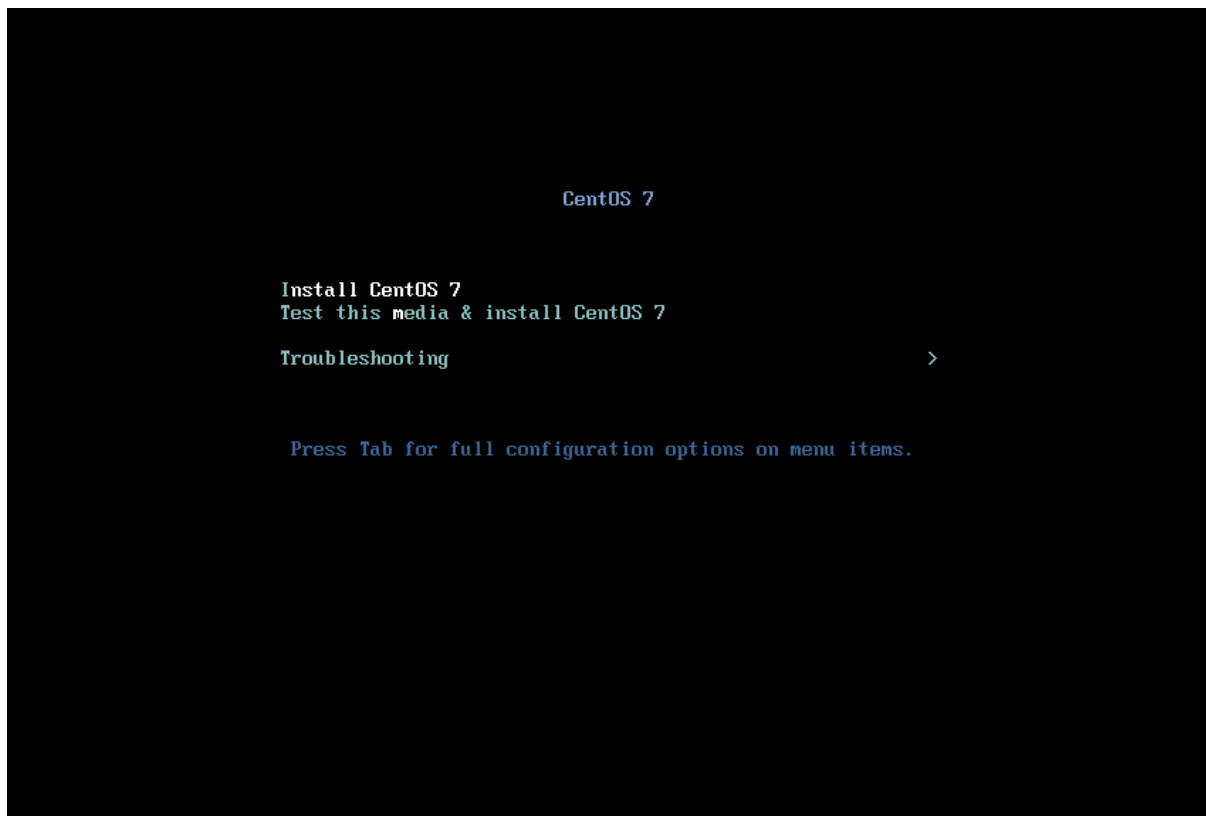 CentOS 7
Install CentOS 7
Test this media & install CentOS 7
Troubleshooting >
Press Tab for full configuration options on menu items.